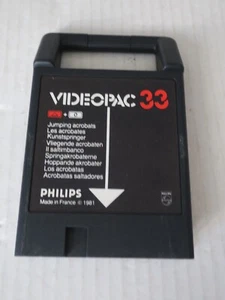 VIDEOPAC 33
Jumping acrobats
Les acrobates
Kunstspringer
Vliegende acrobaten
Il saltimbanco
Springakrobaterne
Hoppande akrobater
Los acrobatas
Acrobatas saltadores
PHILIPS
Made in France © 1981